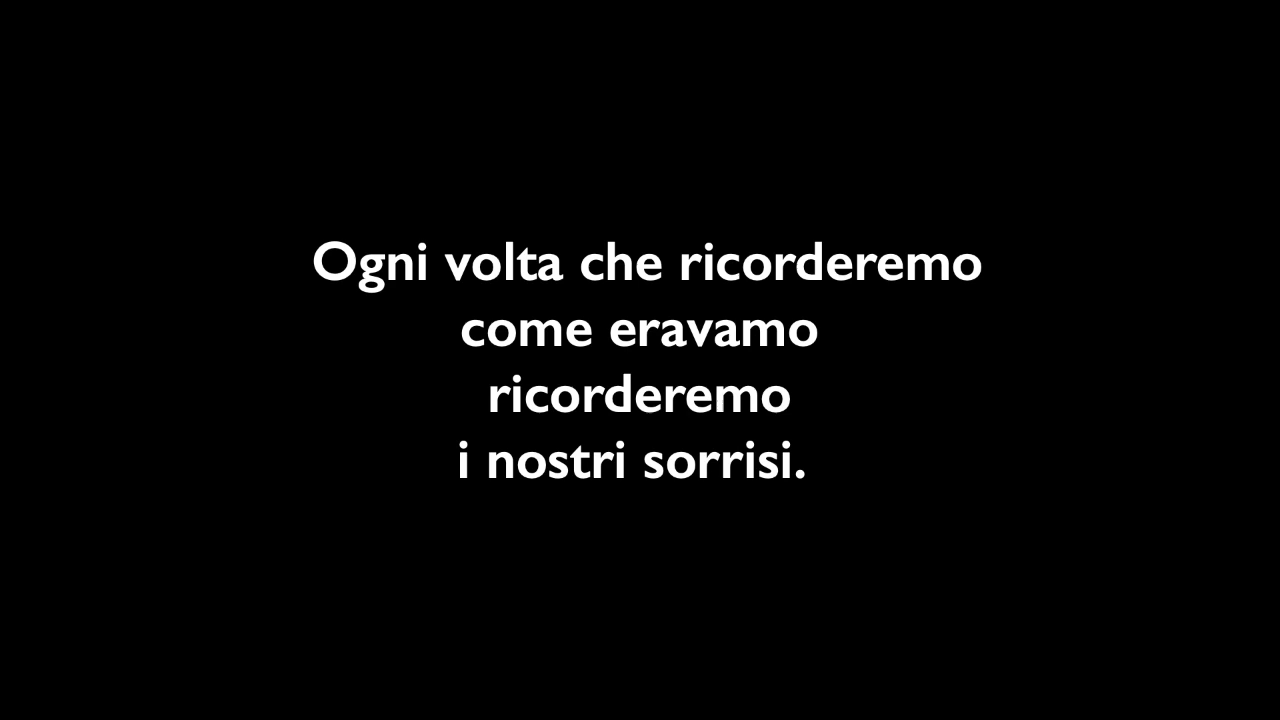 Ogni volta che ricorderemo
come eravamo
ricorderemo
i nostri sorrisi.